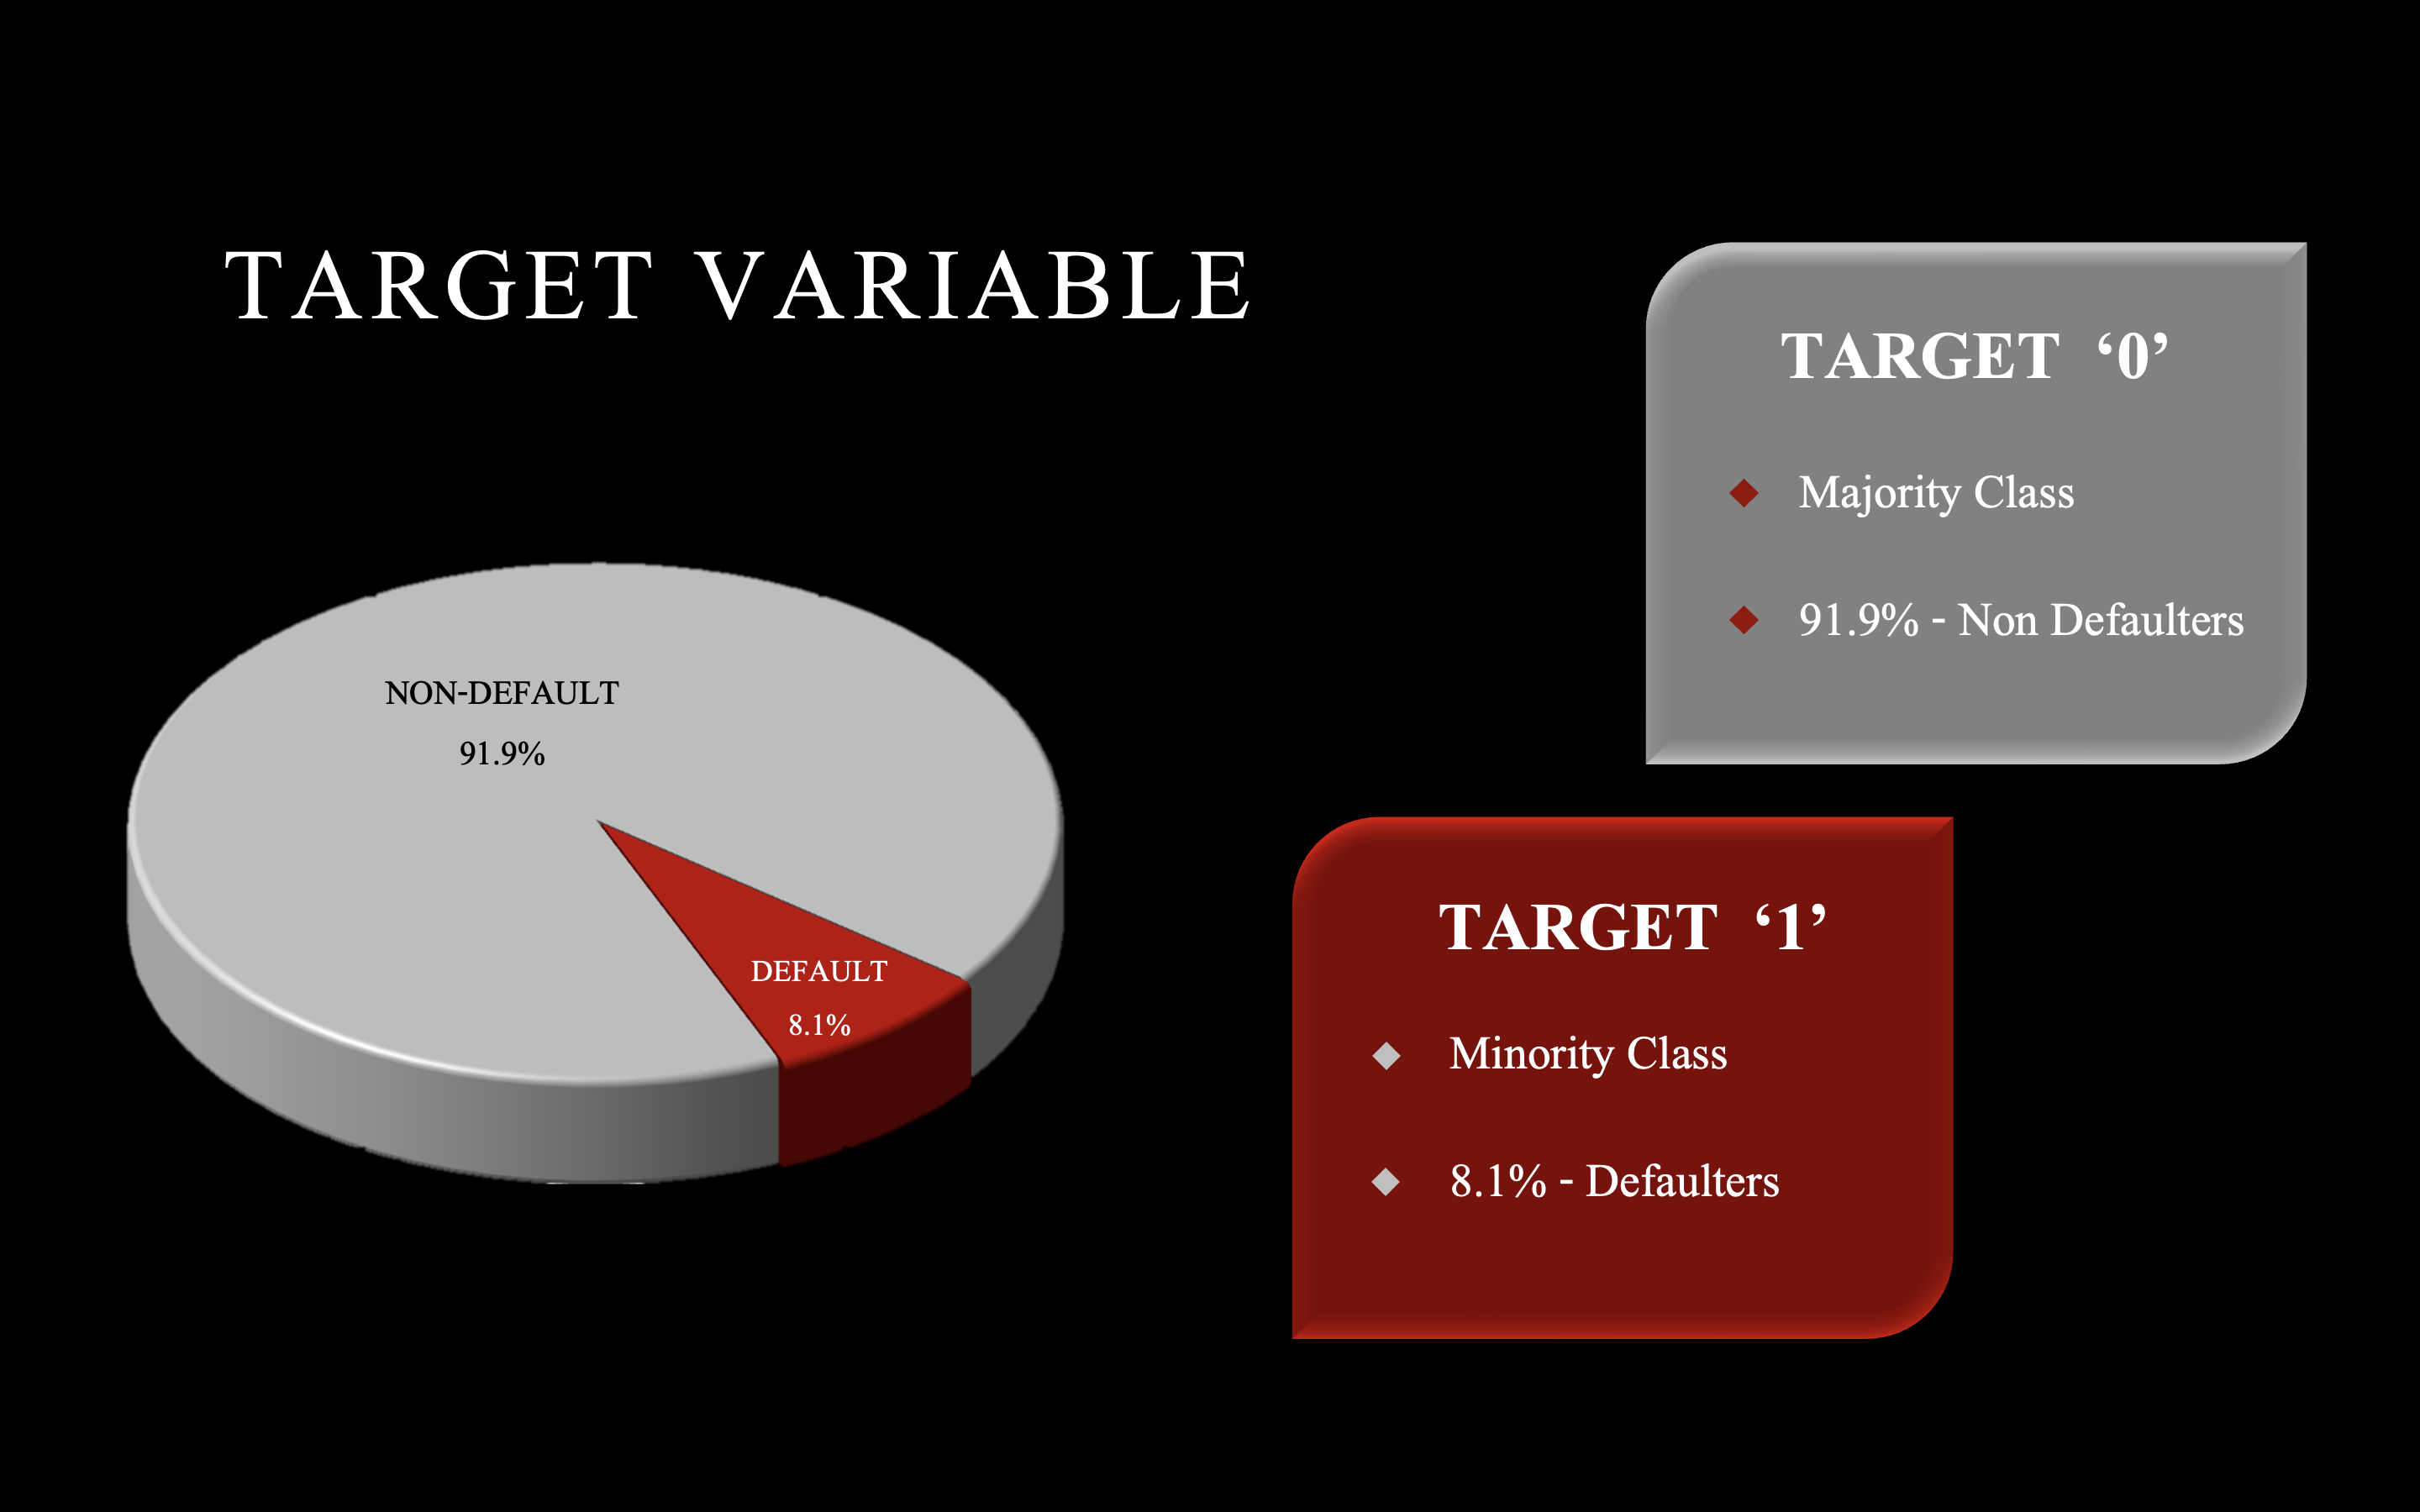 TARGET VARIABLE
NON-DEFAULT
91.9%
DEFAULT
8.1%
TARGET ‘0’
Majority Class
91.9% - Non Defaulters
TARGET ‘1’
Minority Class
8.1% - Defaulters